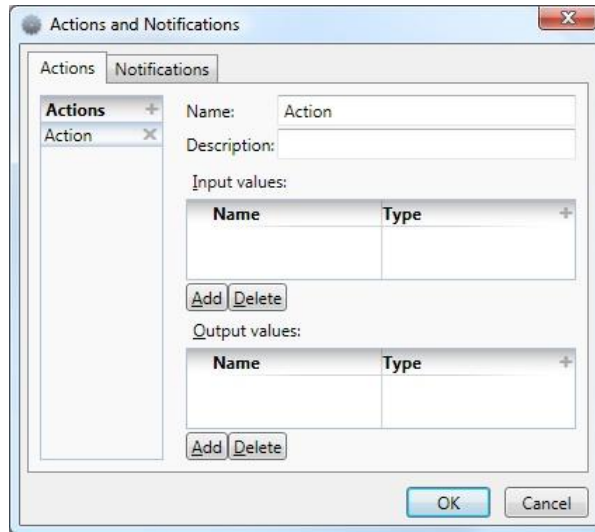 Actions and Notifications
Actions Notifications
Actions
Action
Name: Action
Description:
Input values:
Name Type
Add Delete
Output values:
Name Type
Add Delete
OK Cancel